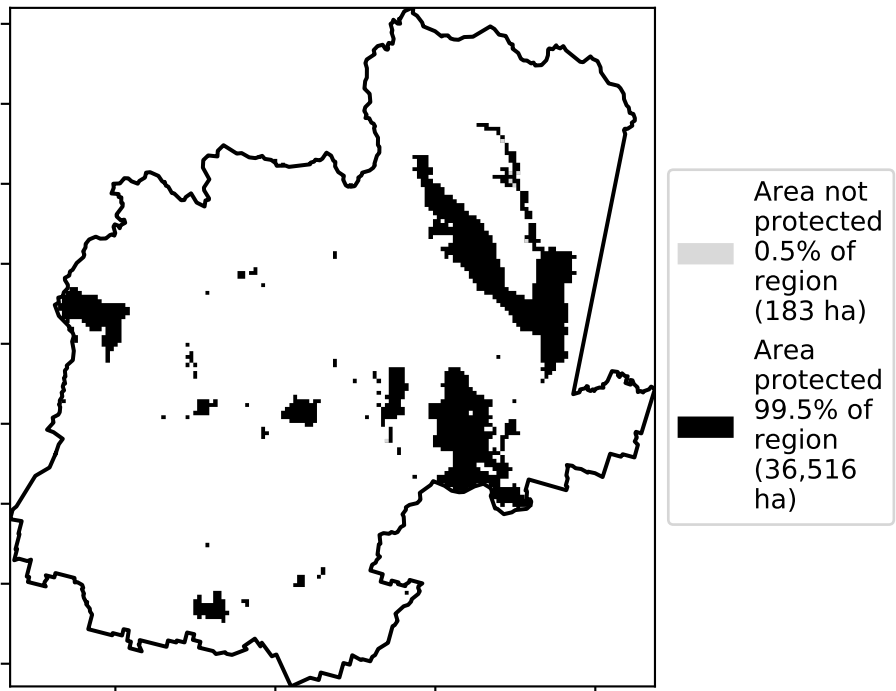 Area not
protected
0.5% of
region
(183 ha)
Area
protected
99.5% of
region
(36,516
ha)